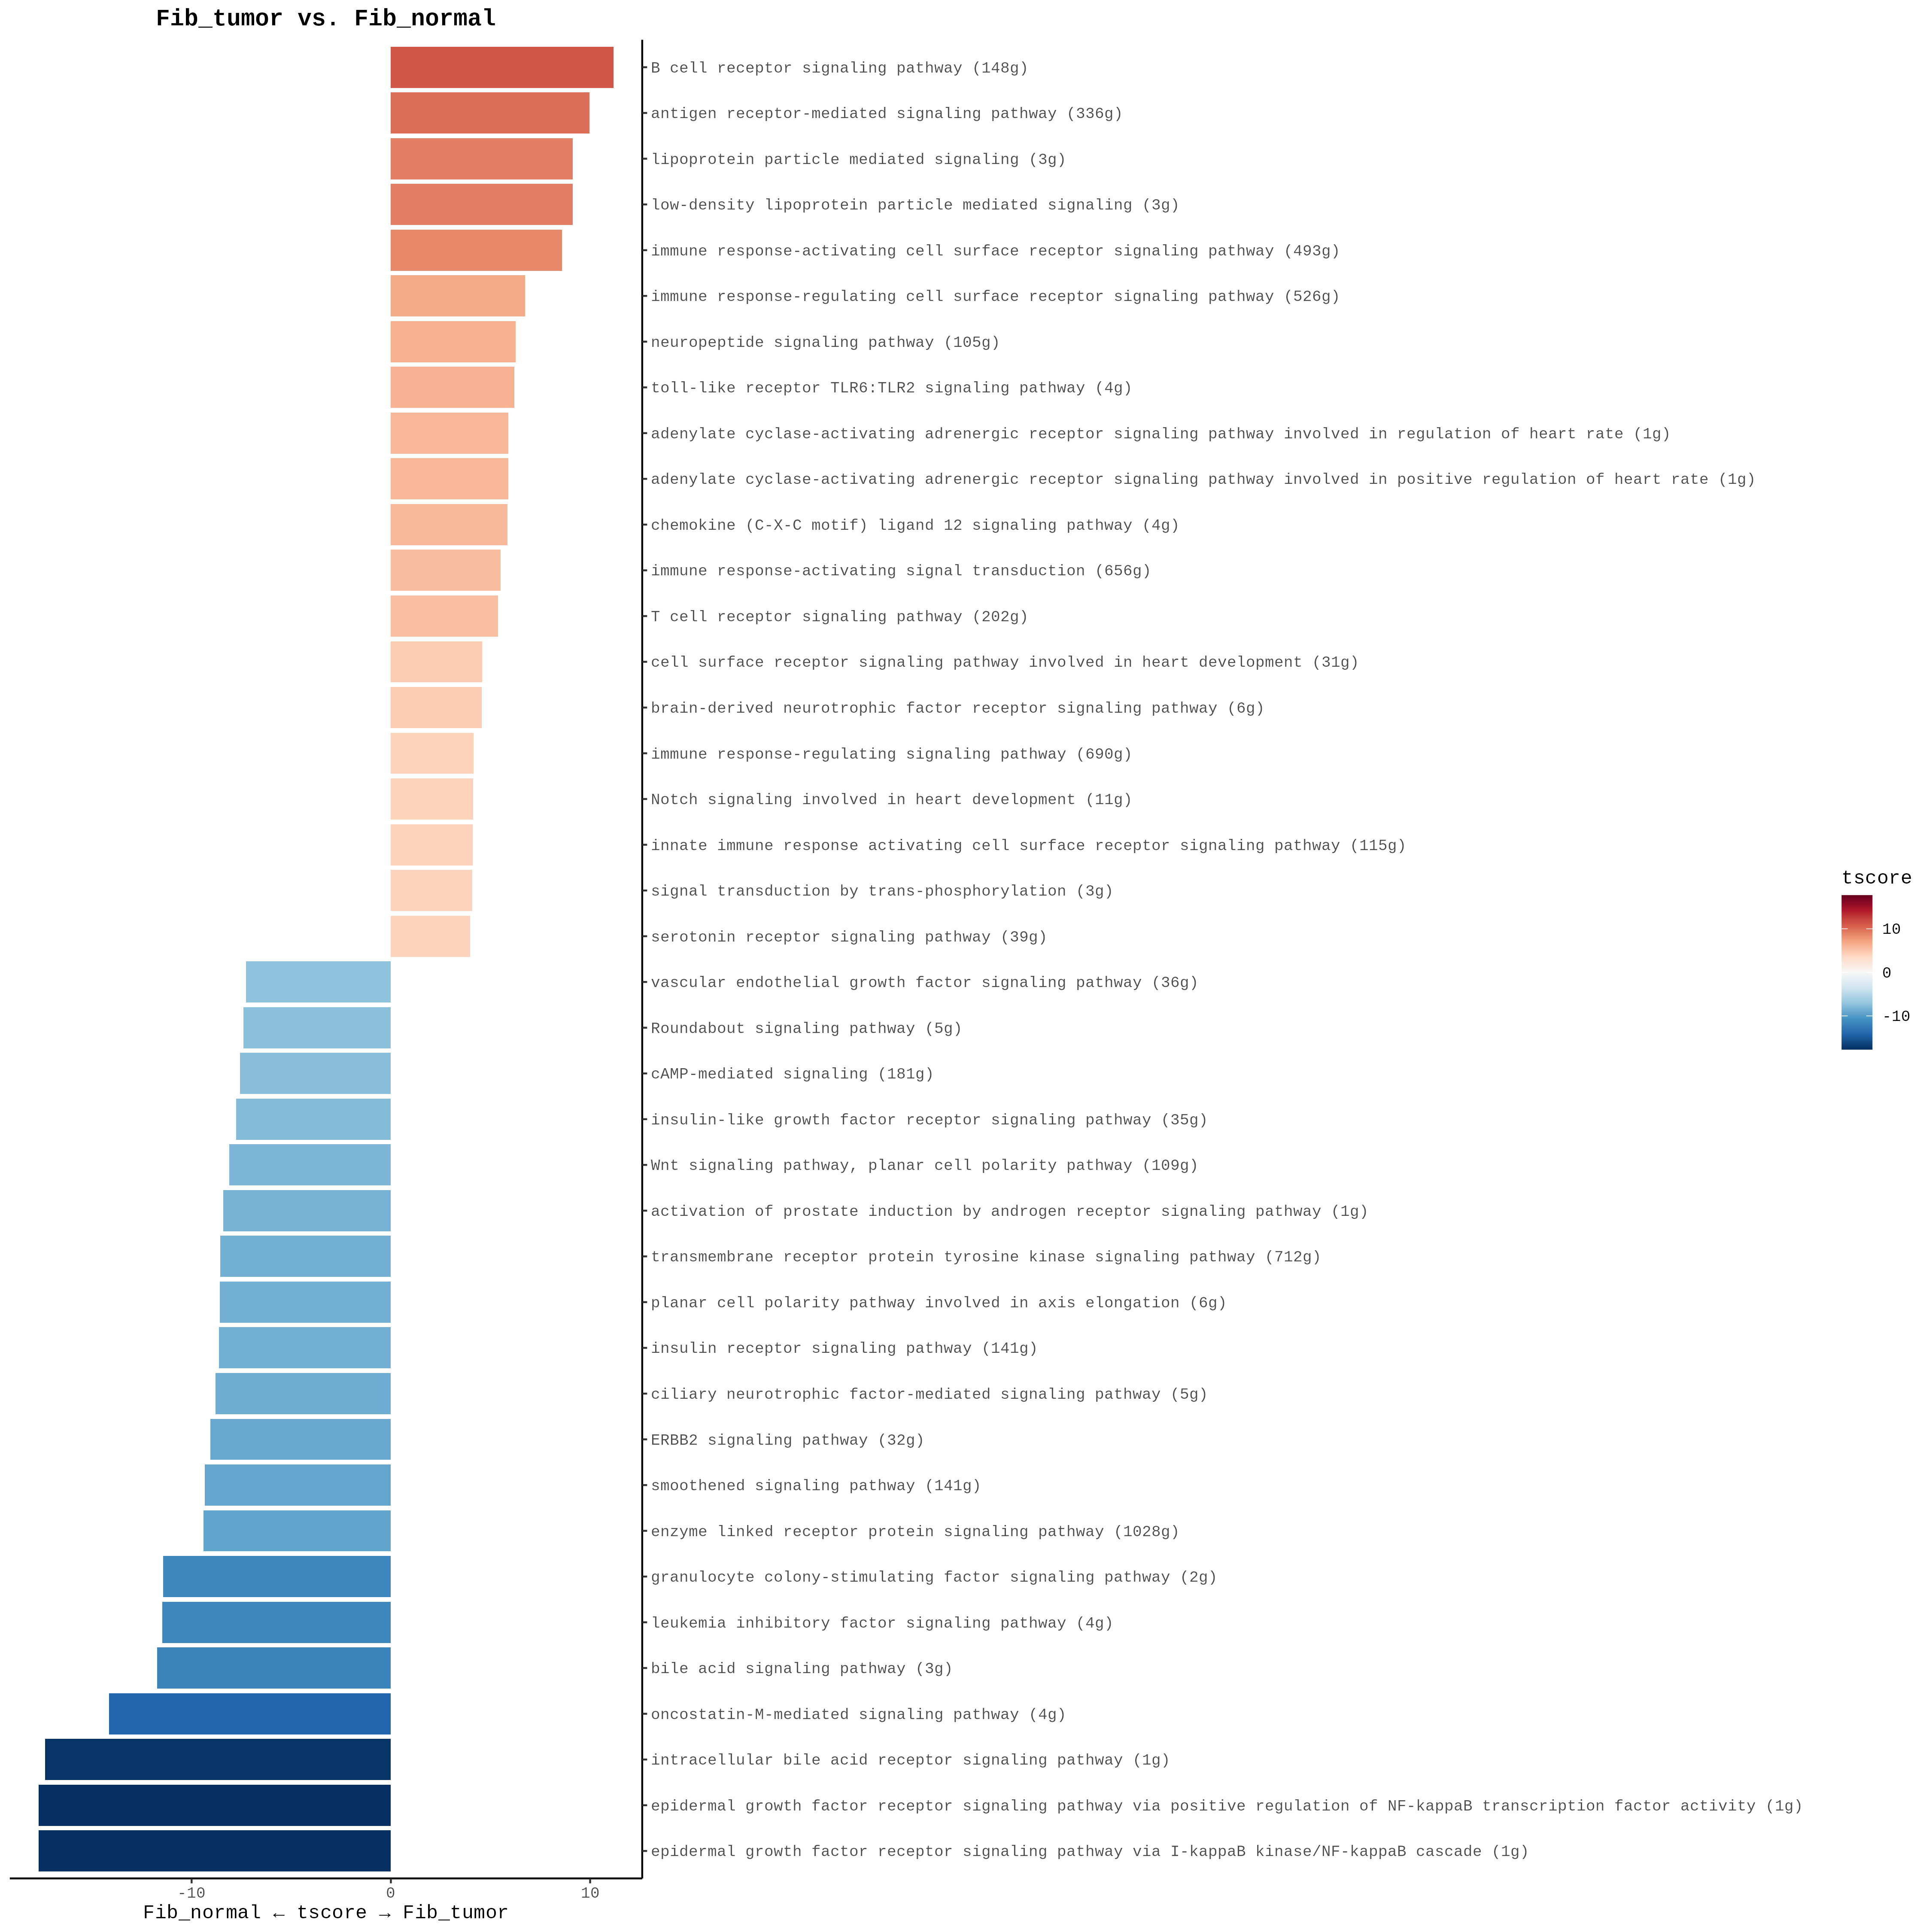 Fib_tumor vs. Fib_normal
B cell receptor signaling pathway (148g)
antigen receptor-mediated signaling pathway (336g)
lipoprotein particle mediated signaling (3g)
low-density lipoprotein particle mediated signaling (3g)
immune response-activating cell surface receptor signaling pathway (493g)
immune response-regulating cell surface receptor signaling pathway (526g)
neuropeptide signaling pathway (105g)
toll-like receptor TLR6:TLR2 signaling pathway (4g)
adenylate cyclase-activating adrenergic receptor signaling pathway involved in regulation of heart rate (1g)
adenylate cyclase-activating adrenergic receptor signaling pathway involved in positive regulation of heart rate (1g)
chemokine (C-X-C motif) ligand 12 signaling pathway (4g)
immune response-activating signal transduction (656g)
T cell receptor signaling pathway (202g)
cell surface receptor signaling pathway involved in heart development (31g)
brain-derived neurotrophic factor receptor signaling pathway (6g)
immune response-regulating signaling pathway (690g)
Notch signaling involved in heart development (11g)
innate immune response activating cell surface receptor signaling pathway (115g)
signal transduction by trans-phosphorylation (3g)
serotonin receptor signaling pathway (39g)
vascular endothelial growth factor signaling pathway (36g)
Roundabout signaling pathway (5g)
cAMP-mediated signaling (181g)
insulin-like growth factor receptor signaling pathway (35g)
Wnt signaling pathway, planar cell polarity pathway (109g)
activation of prostate induction by androgen receptor signaling pathway (1g)
transmembrane receptor protein tyrosine kinase signaling pathway (712g)
planar cell polarity pathway involved in axis elongation (6g)
insulin receptor signaling pathway (141g)
ciliary neurotrophic factor-mediated signaling pathway (5g)
ERBB2 signaling pathway (32g)
smoothened signaling pathway (141g)
enzyme linked receptor protein signaling pathway (1028g)
granulocyte colony-stimulating factor signaling pathway (2g)
leukemia inhibitory factor signaling pathway (4g)
bile acid signaling pathway (3g)
oncostatin-M-mediated signaling pathway (4g)
intracellular bile acid receptor signaling pathway (1g)
epidermal growth factor receptor signaling pathway via positive regulation of NF-kappaB transcription factor activity (1g)
epidermal growth factor receptor signaling pathway via I-kappaB kinase/NF-kappaB cascade (1g)
-10 0 10
Fib_normal ← tscore → Fib_tumor
tscore
10
0
-10